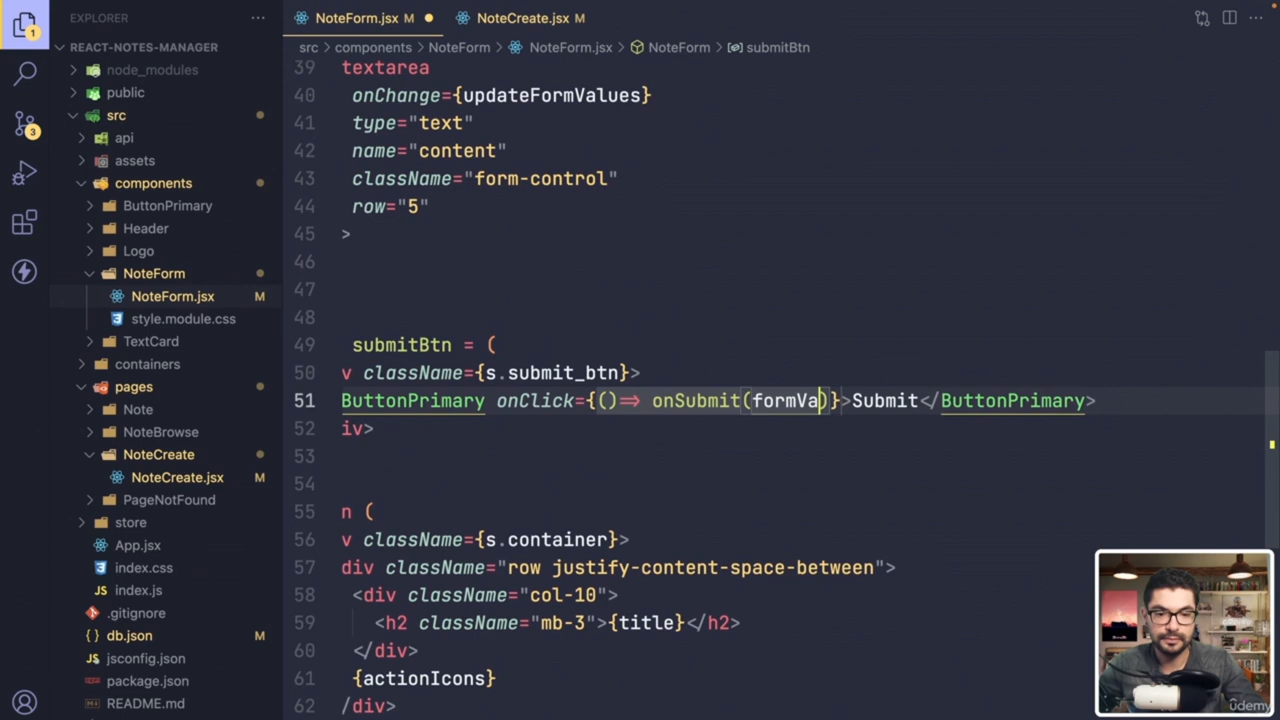 EXPLORER
REACT-NOTES-MANAGER
node_modules
public
src
api
assets
components
ButtonPrimary
Header
Logo
NoteForm
NoteForm.jsx M
style.module.css
TextCard
containers
pages
Note
NoteBrowse
NoteCreate
NoteCreate.jsx M
PageNotFound
store
App.jsx
index.css
JS index.js
.gitignore
{} db.json M
jsconfig.json
package.json
README.md
1
3
NoteForm.jsx M
NoteCreate.jsx M
src > components > NoteForm > NoteForm.jsx > NoteForm > submitBtn
39 textarea
40 onChange={updateFormValues}
41 type="text"
42 name="content"
43 className="form-control"
44 row="5"
45 >
46
47
48
49 submitBtn = (
50 v className={s.submit_btn}>
51 ButtonPrimary onClick={()=> onSubmit(formVa)}>Submit</ButtonPrimary>
52 iv>
53
54
55 n (
56 v className={s.container}>
57 div className="row justify-content-space-between">
58 <div className="col-10">
59 <h2 className="mb-3">{title}</h2>
60 </div>
61 {actionIcons}
62 /div>
udemy